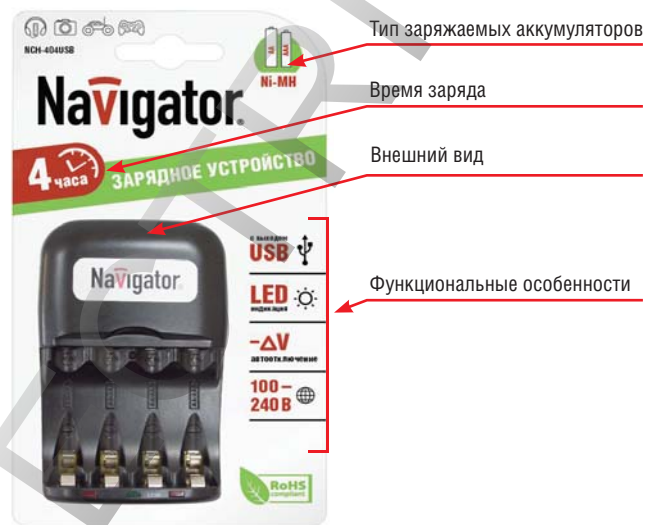 NCH-404USB
Ni-MH
Navigator
4 часа
ЗАРЯДНОЕ УСТРОЙСТВО
Navigator
с выходом
USB
LED
индикация
-ΔV
автоотключение
100 –
240 В
RoHS
compliant
Тип заряжаемых аккумуляторов
Время заряда
Внешний вид
Функциональные особенности